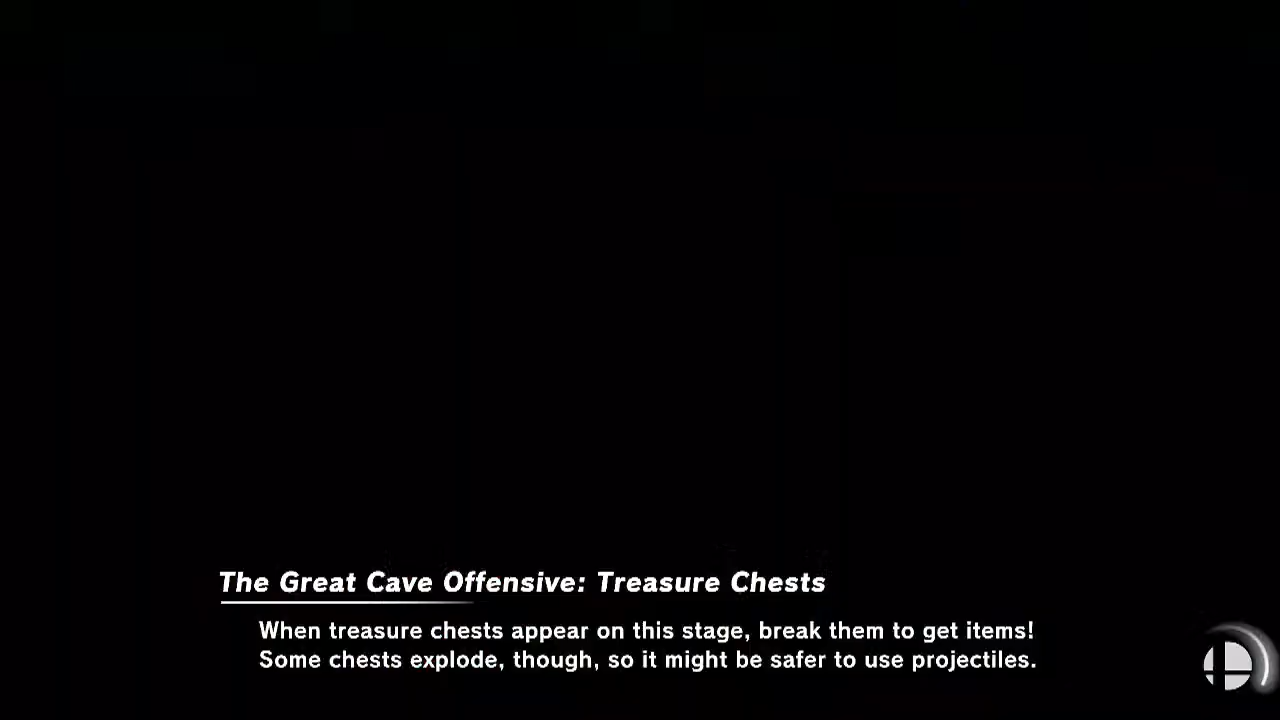 The Great Cave Offensive: Treasure Chests
When treasure chests appear on this stage, break them to get items!
Some chests explode, though, so it might be safer to use projectiles.